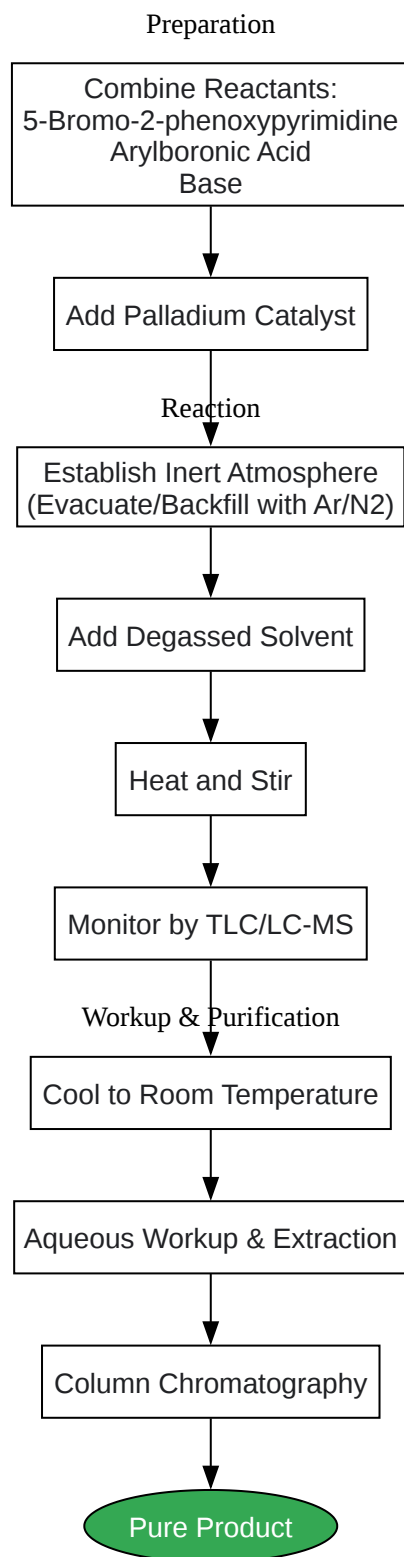 Preparation
Combine Reactants:
5-Bromo-2-phenoxypyrimidine
Arylboronic Acid
Base
Add Palladium Catalyst
Reaction
Establish Inert Atmosphere
(Evacuate/Backfill with Ar/N2)
Add Degassed Solvent
Heat and Stir
Monitor by TLC/LC-MS
Workup & Purification
Cool to Room Temperature
Aqueous Workup & Extraction
Column Chromatography
Pure Product